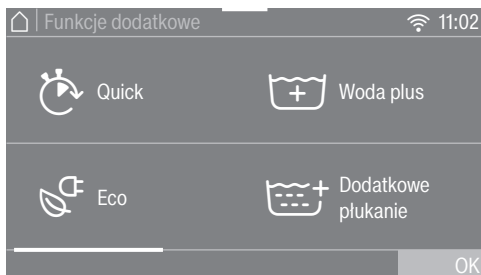 Funkcje dodatkowe 11:02
Quick
Woda plus
Eco
Dodatkowe
płukanie
OK